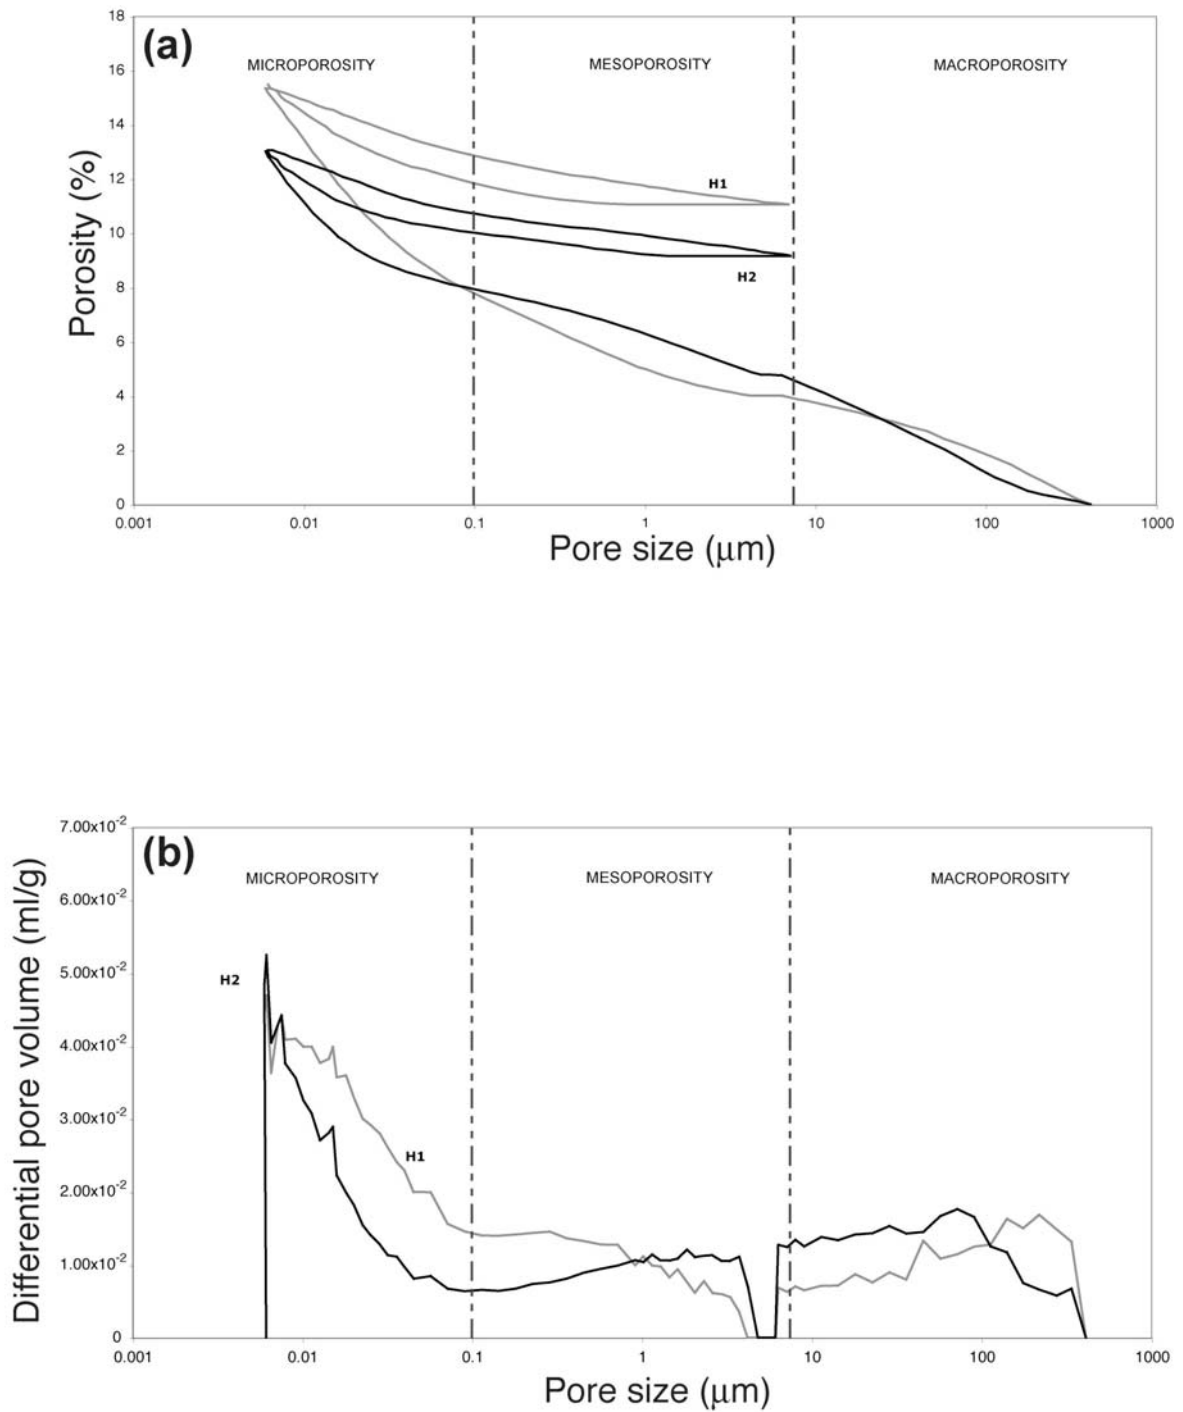 (a)
MICROPOROSITY
MESOPOROSITY
MACROPOROSITY
Porosity (%)
18
16
14
12
10
8
6
4
2
0
H1
H2
0.001
0.01
0.1
1
10
100
1000
Pore size (μm)
(b)
MICROPOROSITY
MESOPOROSITY
MACROPOROSITY
Differential pore volume (ml/g)
7.00x10-2
6.00x10-2
5.00x10-2
4.00x10-2
3.00x10-2
2.00x10-2
1.00x10-2
0
H2
H1
0.001
0.01
0.1
1
10
100
1000
Pore size (μm)